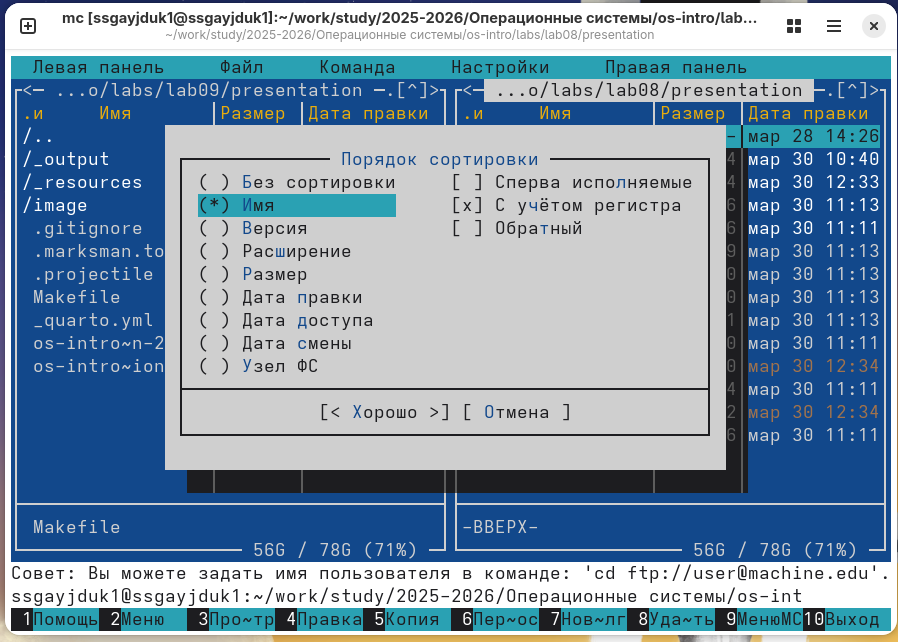 mc [ssgayjduk1@ssgayjduk1]:~/work/study/2025-2026/Операционные системы/os-intro/lab...
~/work/study/2025-2026/Операционные системы/os-intro/labs/lab08/presentation
Левая панель Файл Команда Настройки Правая панель
<— ...o/labs/lab09/presentation —.[^]> <— ...o/labs/lab08/presentation —.[^]>
.и Имя Размер Дата правки .и Имя Размер Дата правки
/.. - мар 28 14:26
/_output 4 мар 30 10:40
/_resources 4 мар 30 12:33
/image 6 мар 30 11:13
.gitignore 6 мар 30 11:11
.marksman.to 9 мар 30 11:13
.projectile 0 мар 30 11:13
Makefile 0 мар 30 11:13
_quarto.yml 1 мар 30 11:13
os-intro~n-2 0 мар 30 11:11
os-intro~ion 0 мар 30 12:34
4 мар 30 11:11
2 мар 30 12:34
6 мар 30 11:11
Порядок сортировки
( ) Без сортировки [ ] Сперва исполняемые
(*) Имя [x] С учётом регистра
( ) Версия [ ] Обратный
( ) Расширение
( ) Размер
( ) Дата правки
( ) Дата доступа
( ) Дата смены
( ) Узел ФС
[< Хорошо >] [ Отмена ]
Makefile -ВВЕРХ-
56G / 78G (71%) 56G / 78G (71%)
Совет: Вы можете задать имя пользователя в команде: 'cd ftp://user@machine.edu'.
ssgayjduk1@ssgayjduk1:~/work/study/2025-2026/Операционные системы/os-int
1Помощь 2Меню 3Про~тр 4Правка 5Копия 6Пер~ос 7Нов~лг 8Уда~ть 9МенюMC 10Выход